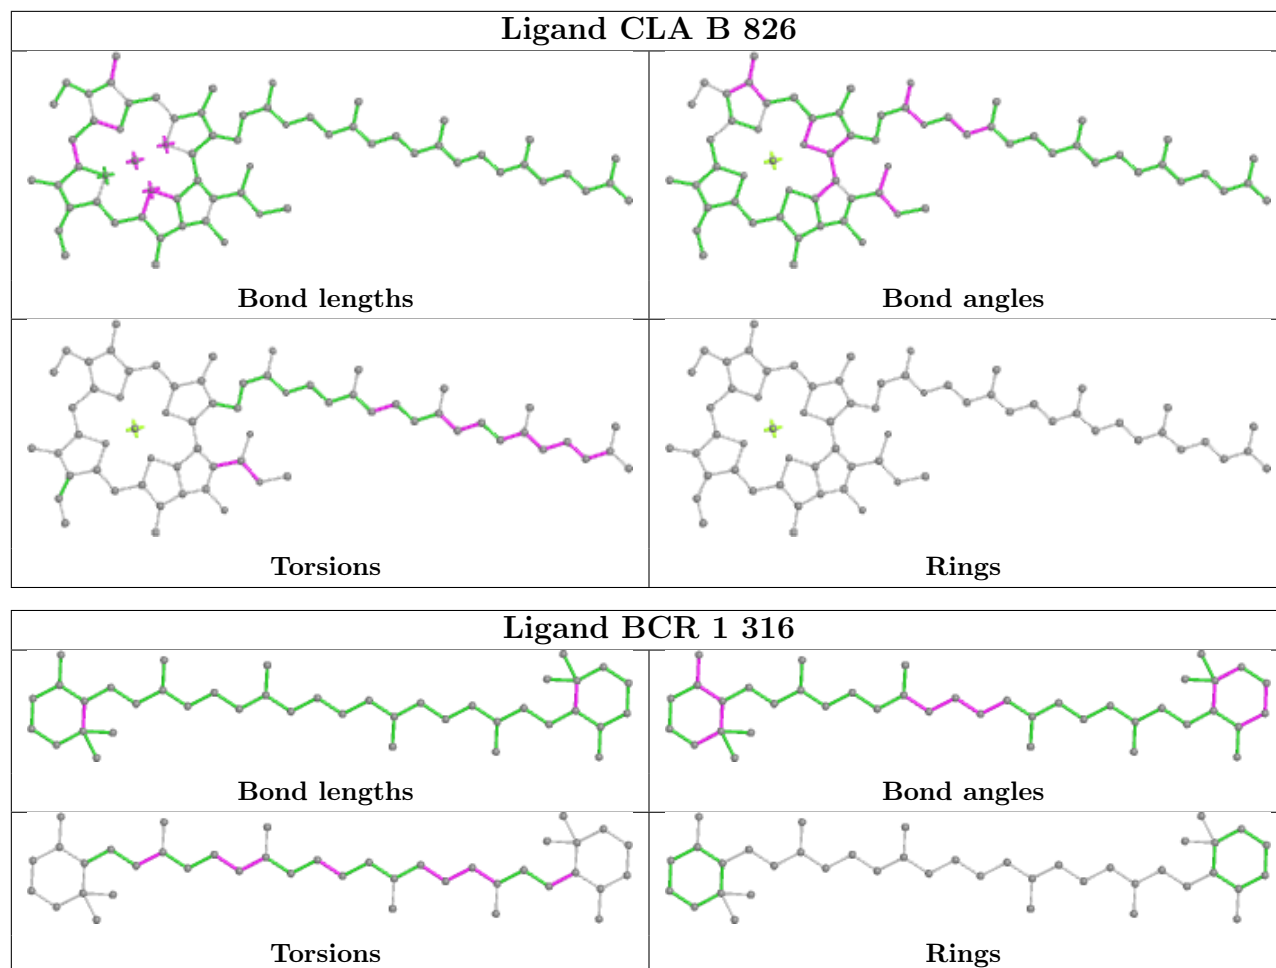 Ligand CLA B 826
Bond lengths
Bond angles
Torsions
Rings
Ligand BCR 1 316
Bond lengths
Bond angles
Torsions
Rings